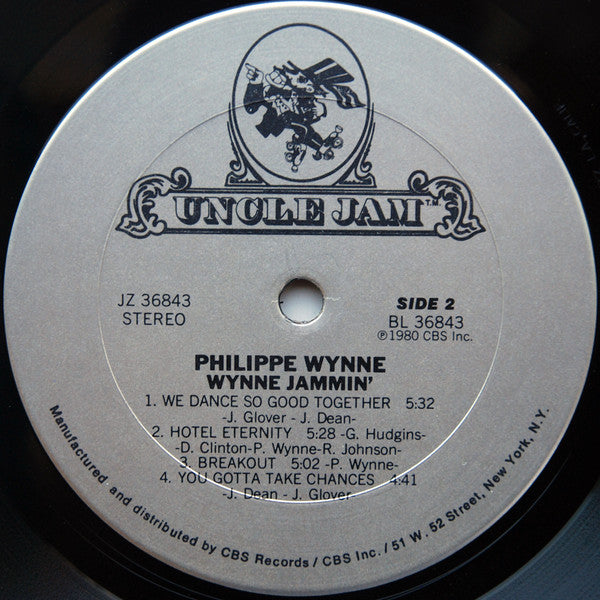 UNCLE JAM™
JZ 36843
STEREO
SIDE 2
BL 36843
℗1980 CBS Inc.
PHILIPPE WYNNE
WYNNE JAMMIN'
1. WE DANCE SO GOOD TOGETHER 5:32
-J. Glover - J. Dean-
2. HOTEL ETERNITY 5:28 -G. Hudgins-
-D. Clinton-P. Wynne-R. Johnson-
3. BREAKOUT 5:02 -P. Wynne-
4. YOU GOTTA TAKE CHANCES 4:41
-J. Dean - J. Glover-
Manufactured and distributed by CBS Records / CBS Inc. / 51 W. 52 Street, New York, N.Y.